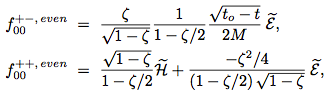 f_{00}^{+-, even} = \frac{\zeta}{\sqrt{1-\zeta}} \frac{1}{1-\zeta/2} \frac{\sqrt{t_o-t}}{2M} \widetilde{\mathcal{E}},
f_{00}^{++, even} = \frac{\sqrt{1-\zeta}}{1-\zeta/2} \widetilde{\mathcal{H}} + \frac{-\zeta^2/4}{(1-\zeta/2)\sqrt{1-\zeta}} \widetilde{\mathcal{E}},